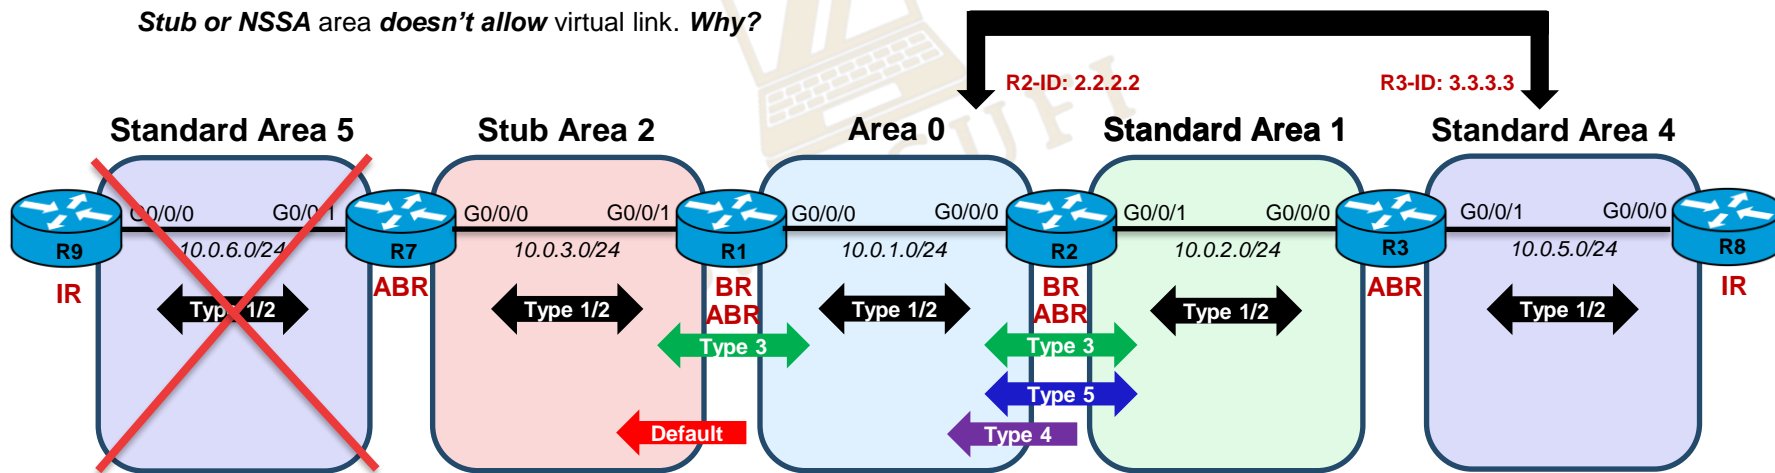 Stub or NSSA area doesn't allow virtual link. Why?
R2-ID: 2.2.2.2
R3-ID: 3.3.3.3
Standard Area 5
Stub Area 2
Area 0
Standard Area 1
Standard Area 4
G0/0/0
G0/0/1
G0/0/0
G0/0/1
G0/0/0
G0/0/0
G0/0/1
G0/0/0
G0/0/1
G0/0/0
R9
10.0.6.0/24
R7
10.0.3.0/24
R1
10.0.1.0/24
R2
10.0.2.0/24
R3
10.0.5.0/24
R8
IR
ABR
BR
ABR
BR
ABR
ABR
IR
Type 1/2
Type 1/2
Type 1/2
Type 1/2
Type 1/2
Type 3
Type 3
Type 5
Default
Type 4